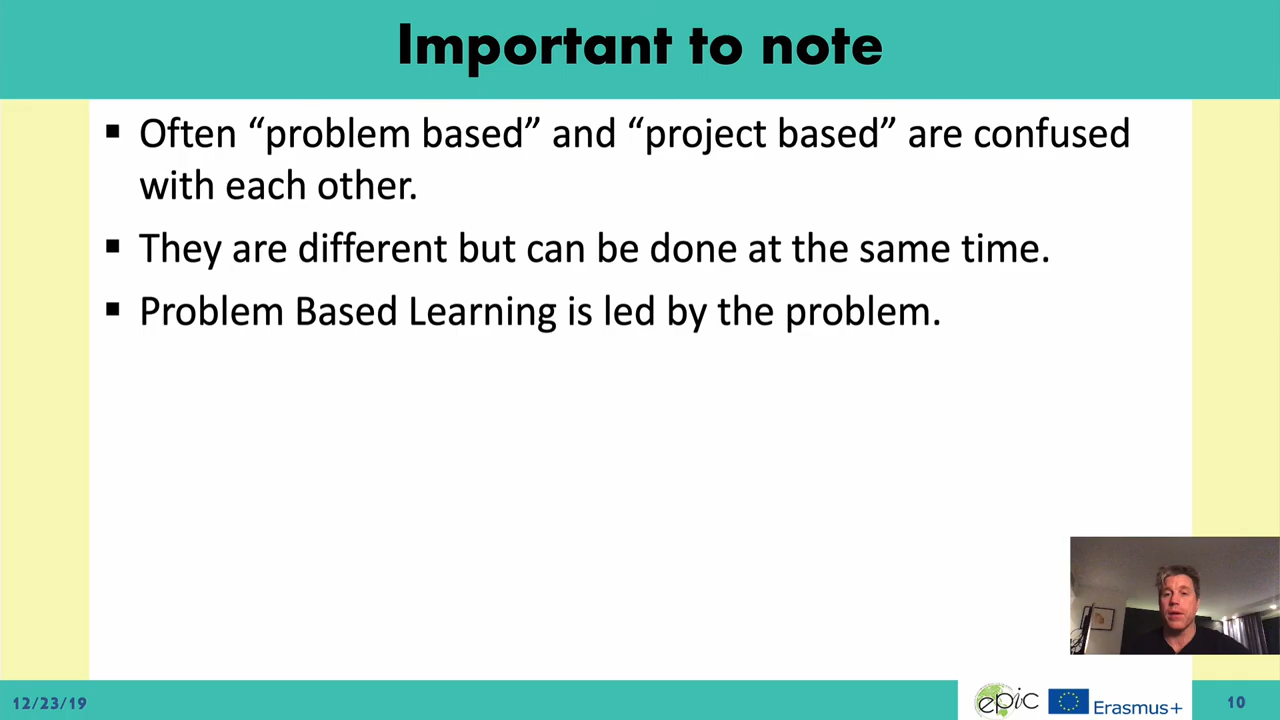 Important to note
▪ Often “problem based” and “project based” are confused
with each other.
▪ They are different but can be done at the same time.
▪ Problem Based Learning is led by the problem.
12/23/19
epic
Erasmus+
10